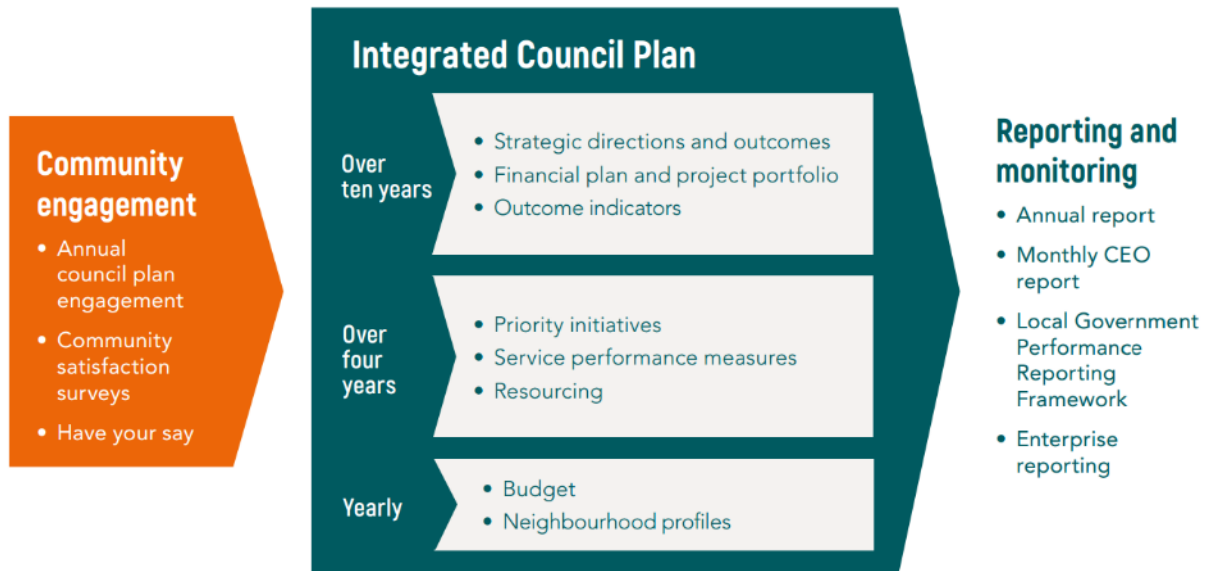 Community
engagement
• Annual
council plan
engagement
• Community
satisfaction
surveys
• Have your say
Integrated Council Plan
Over
ten years
• Strategic directions and outcomes
• Financial plan and project portfolio
• Outcome indicators
Over
four
years
• Priority initiatives
• Service performance measures
• Resourcing
Yearly
• Budget
• Neighbourhood profiles
Reporting and
monitoring
• Annual report
• Monthly CEO
report
• Local Government
Performance
Reporting
Framework
• Enterprise
reporting